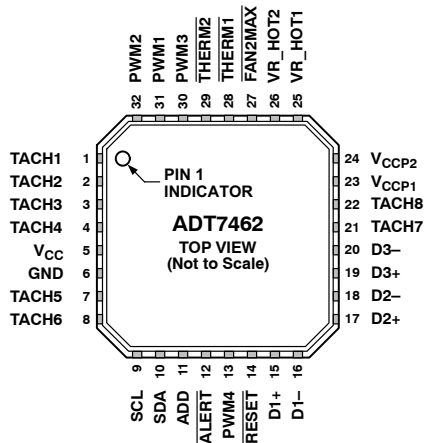 PWM2
PWM1
PWM3
THERM2
THERM1
FAN2MAX
VR_HOT2
VR_HOT1
32
31
30
29
28
27
26
25
TACH1 1
TACH2 2
TACH3 3
TACH4 4
VCC 5
GND 6
TACH5 7
TACH6 8
PIN 1
INDICATOR
ADT7462
TOP VIEW
(Not to Scale)
24 VCCP2
23 VCCP1
22 TACH8
21 TACH7
20 D3–
19 D3+
18 D2–
17 D2+
9
10
11
12
13
14
15
16
SCL
SDA
ADD
ALERT
PWM4
RESET
D1+
D1–